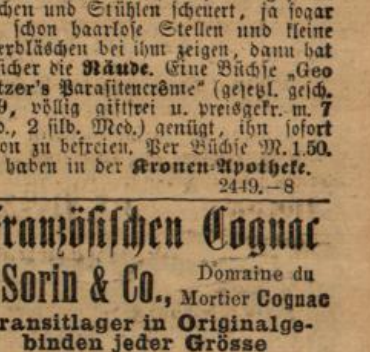 chen und Stühlen scheuert, ja sogar
schon haarlose Stellen und kleine
erbläschen bei ihm zeigen, dann hat
sicher die Räude. Eine Büchse „Geo
tzer's Parasitencrême" (gesetzl. gesch.
9, völlig giftfrei u. preisgekr. m. 7
o., 2 silb. Med.) genügt, ihn sofort
on zu befreien. Per Büchse M. 1.50.
haben in der Kronen-Apotheke.
2449.—8
ranzösischen Cognac
Sorin & Co., Domaine du
Mortier Cognac
ransitlager in Originalge-
binden jeder Grösse